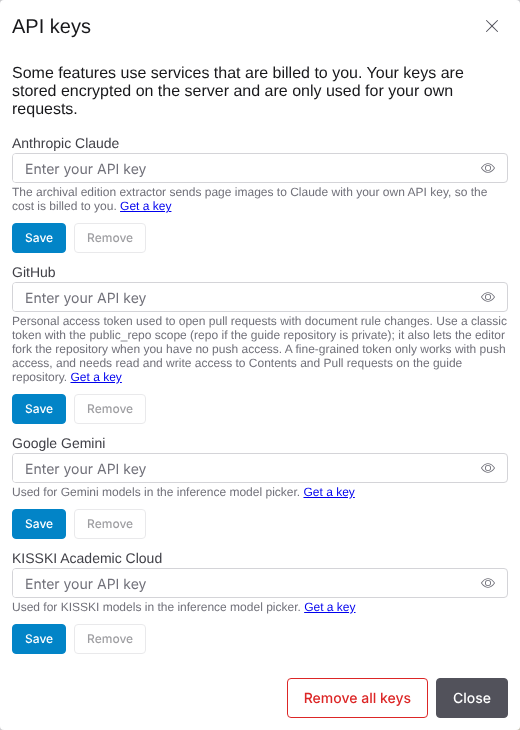 API keys
Some features use services that are billed to you. Your keys are
stored encrypted on the server and are only used for your own
requests.
Anthropic Claude
Enter your API key
The archival edition extractor sends page images to Claude with your own API key, so the
cost is billed to you. Get a key
Save Remove
GitHub
Enter your API key
Personal access token used to open pull requests with document rule changes. Use a classic
token with the public_repo scope (repo if the guide repository is private); it also lets the editor
fork the repository when you have no push access. A fine-grained token only works with push
access, and needs read and write access to Contents and Pull requests on the guide
repository. Get a key
Save Remove
Google Gemini
Enter your API key
Used for Gemini models in the inference model picker. Get a key
Save Remove
KISSKI Academic Cloud
Enter your API key
Used for KISSKI models in the inference model picker. Get a key
Save Remove
Remove all keys Close